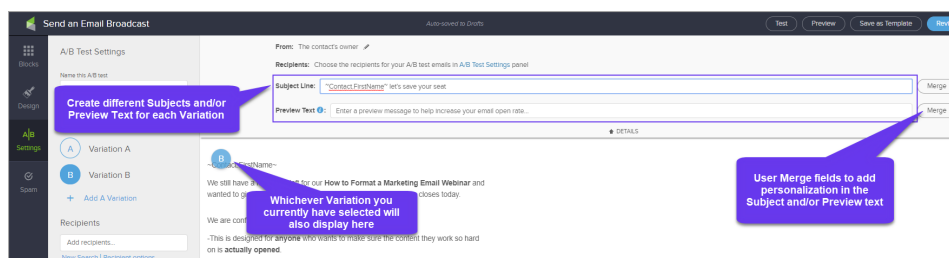 Send an Email Broadcast
Auto-saved to Drafts
Test
Preview
Save as Template
Blocks
Design
A|B
Settings
Spam
A/B Test Settings
Name this A/B test
Create different Subjects and/or
Preview Text for each Variation
A Variation A
B Variation B
+ Add A Variation
Recipients
Add recipients...
New Search | Recipient options
From: The contact's owner
Recipients: Choose the recipients for your A/B test emails in A/B Test Settings panel
Subject Line: ~Contact.FirstName~ let's save your seat
Merge
Preview Text : Enter a preview message to help increase your email open rate...
Merge
DETAILS
B
We still have a for our How to Format a Marketing Email Webinar and
wanted to closes today.
Whichever Variation you
currently have selected will
also display here
We are
-This is designed for anyone who wants to make sure the content they work so hard
on is actually opened.
User Merge fields to add
personalization in the
Subject and/or Preview text